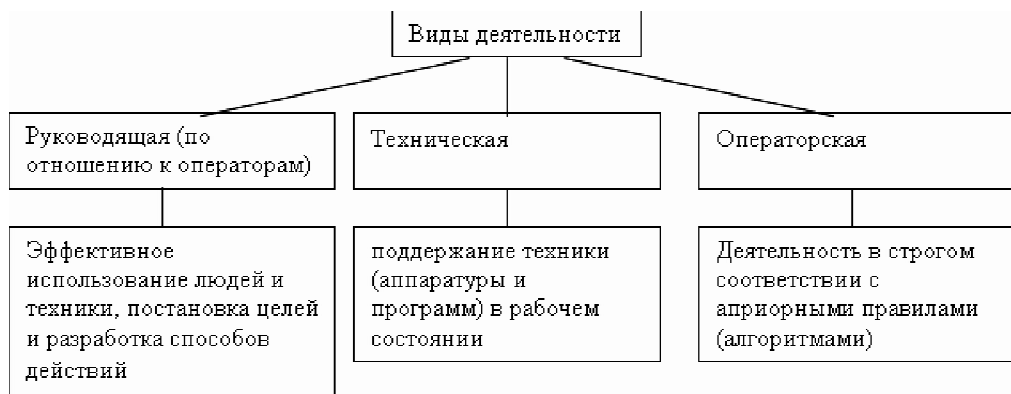 Виды деятельности
Руководящая (по
отношению к операторам)
Техническая
Операторская
Эффективное
использование людей и
техники, постановка целей
и разработка способов
действий
поддержание техники
(аппаратуры и
программ) в рабочем
состоянии
Деятельность в строгом
соответствии с
априорными правилами
(алгоритмами)